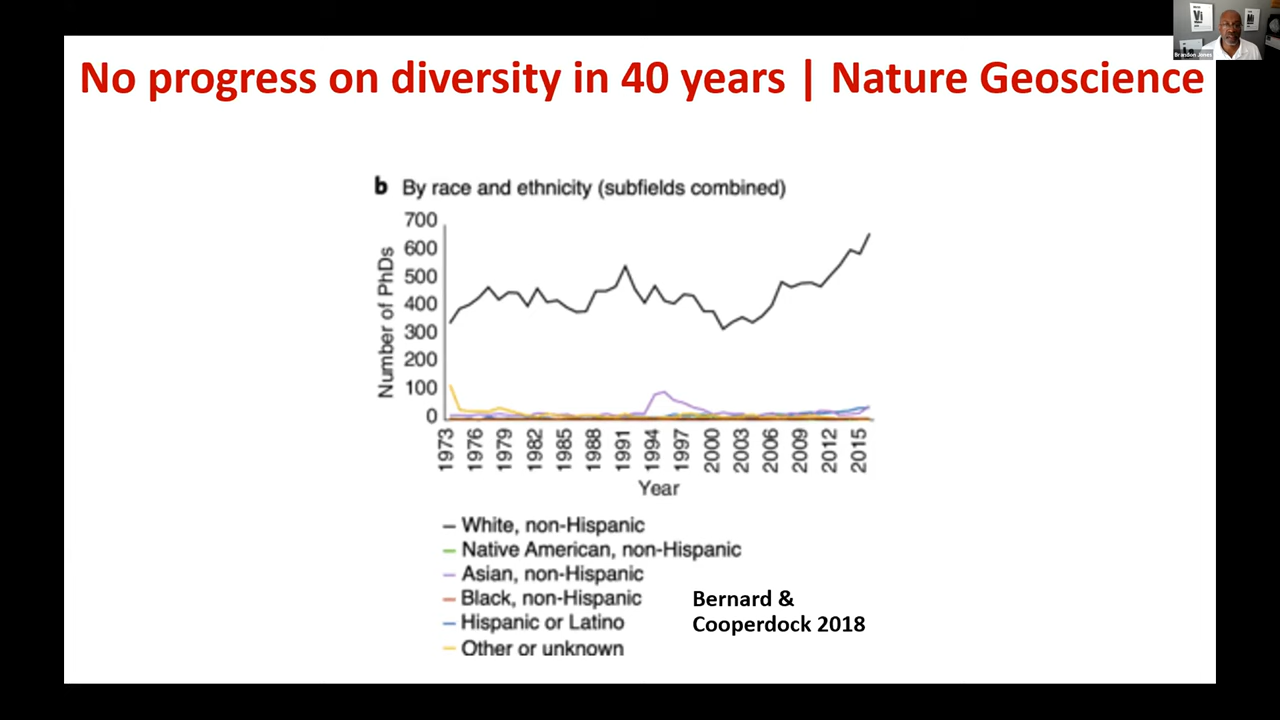 No progress on diversity in 40 years | Nature Geoscience
b By race and ethnicity (subfields combined)
Number of PhDs
700
600
500
400
300
200
100
0
1973
1976
1979
1982
1985
1988
1991
1994
1997
2000
2003
2006
2009
2012
2015
Year
White, non-Hispanic
Native American, non-Hispanic
Asian, non-Hispanic
Black, non-Hispanic
Hispanic or Latino
Other or unknown
Bernard &
Cooperdock 2018
Vi
Brandon Jones